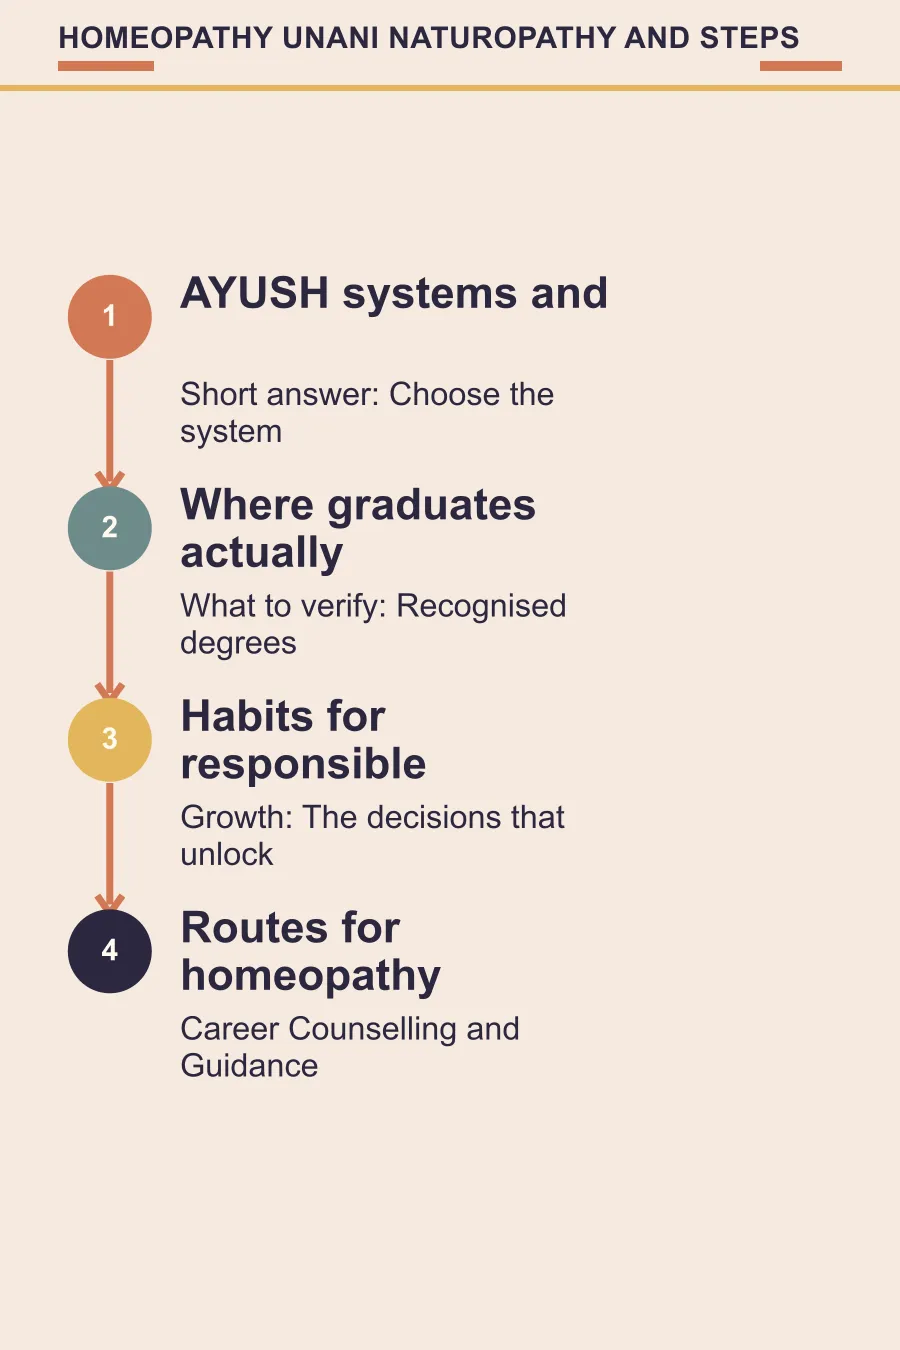 HOMEOPATHY UNANI NATUROPATHY AND STEPS
1
AYUSH systems and
Short answer: Choose the
system
2
Where graduates
actually
What to verify: Recognised
degrees
3
Habits for
responsible
Growth: The decisions that
unlock
4
Routes for
homeopathy
Career Counselling and
Guidance